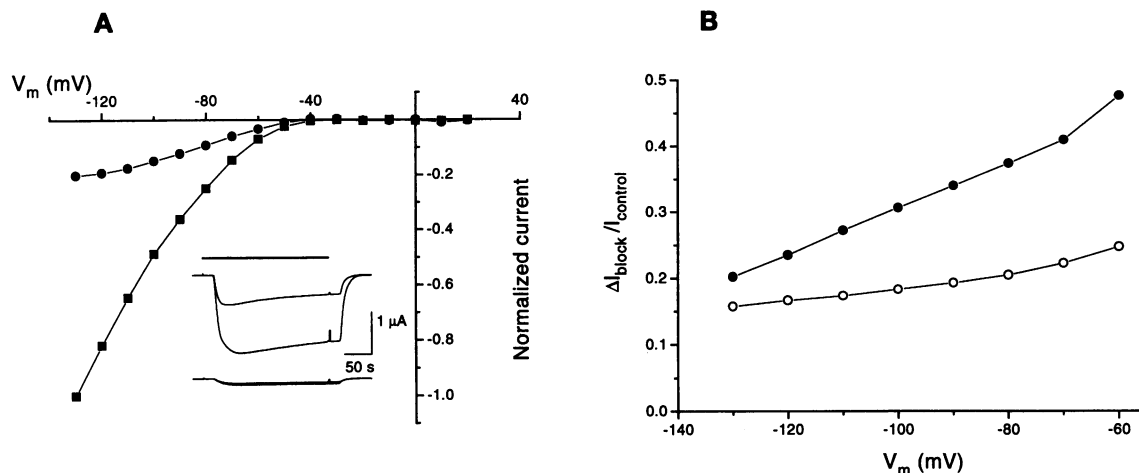 A
V_m (mV)
-120
-80
-40
40
-0.2
-0.4
-0.6
-0.8
-1.0
Normalized current
1 μA
50 s
B
0.5
0.4
0.3
0.2
0.1
0.0
ΔI_block /I_control
-140
-120
-100
-80
-60
V_m (mV)